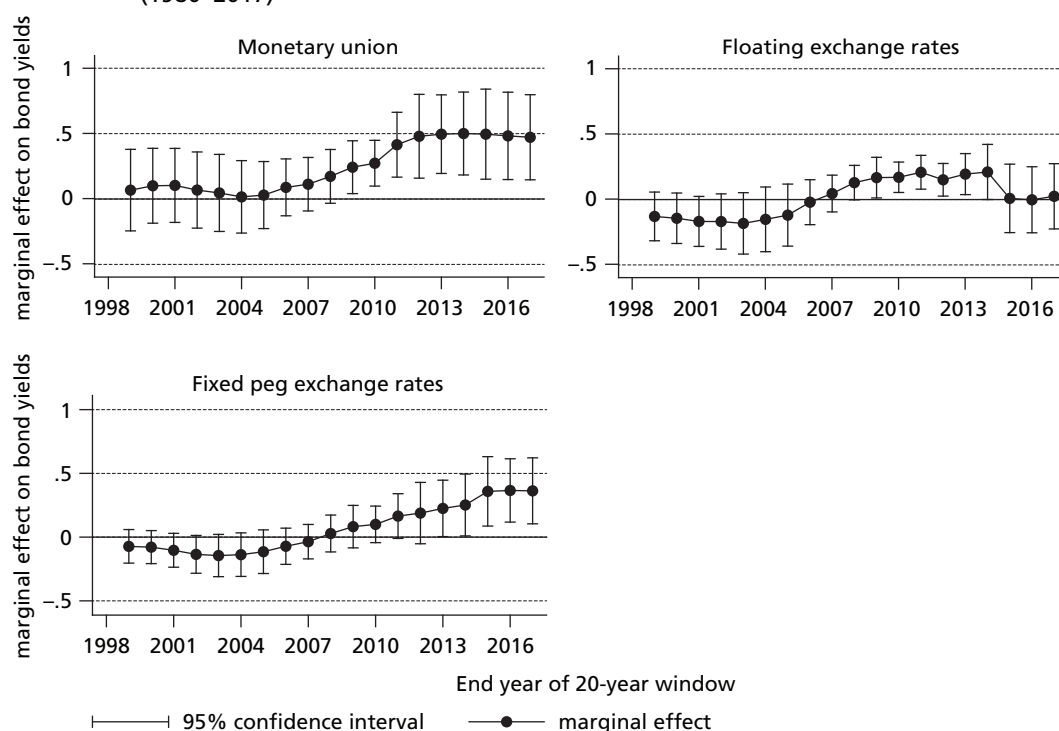 Monetary union
marginal effect on bond yields
1
.5
0
–.5
1998 2001 2004 2007 2010 2013 2016
Floating exchange rates
1
.5
0
–.5
1998 2001 2004 2007 2010 2013 2016
Fixed peg exchange rates
marginal effect on bond yields
1
.5
0
–.5
1998 2001 2004 2007 2010 2013 2016
End year of 20-year window
95% confidence interval marginal effect